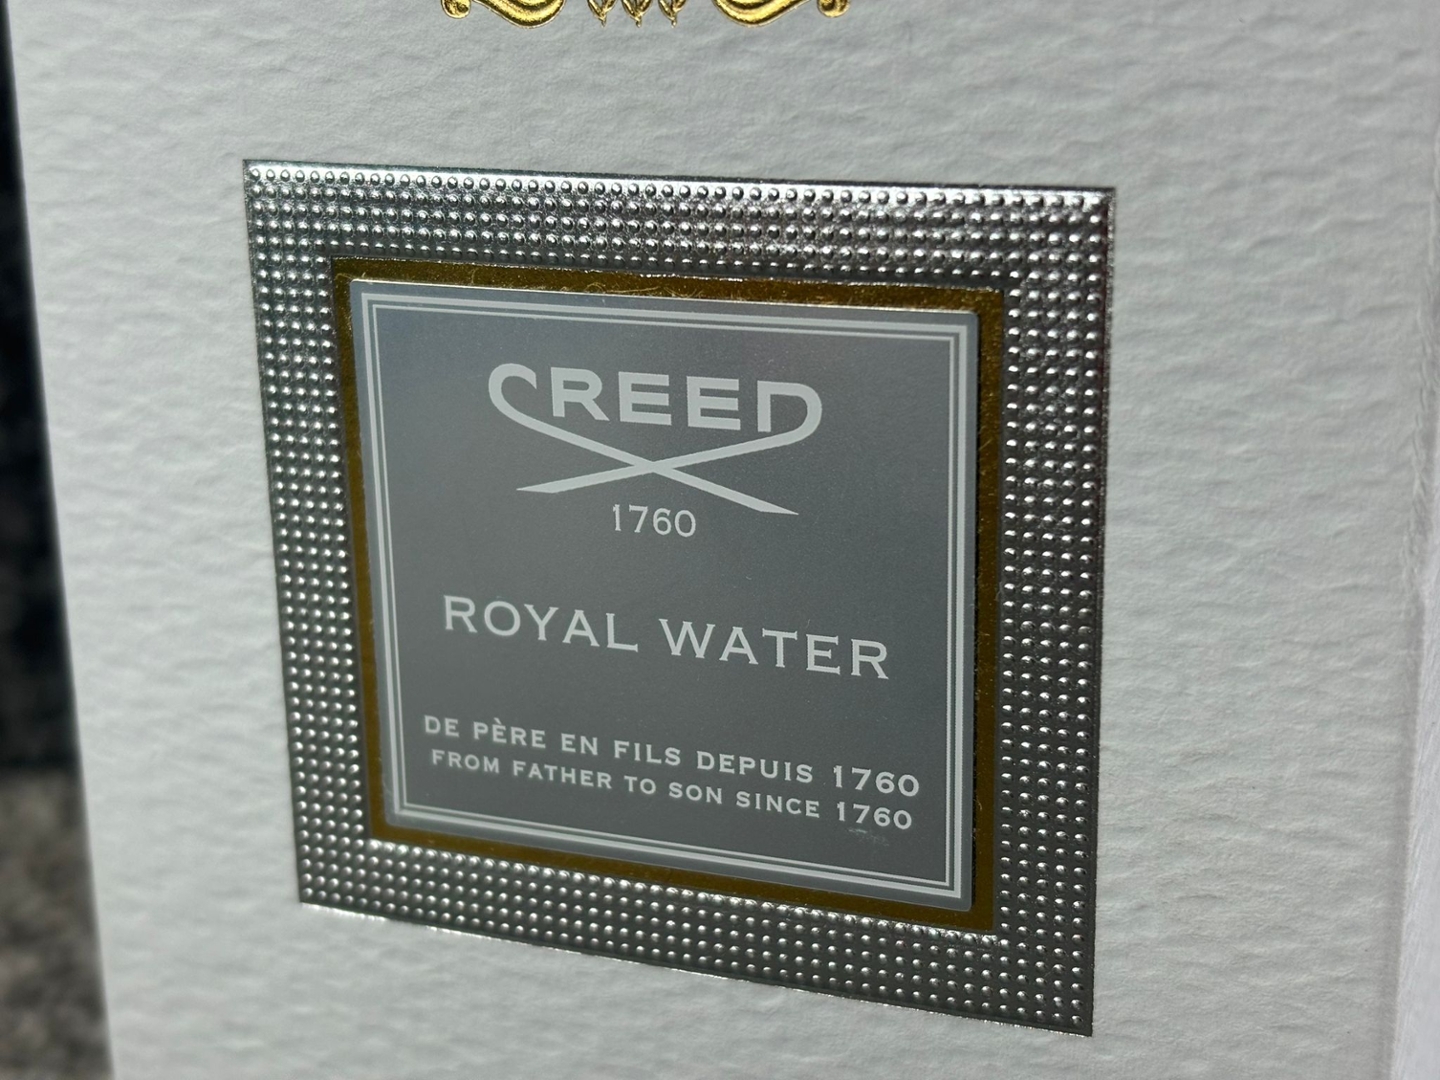 CREED
1760
ROYAL WATER
DE PÈRE EN FILS DEPUIS 1760
FROM FATHER TO SON SINCE 1760